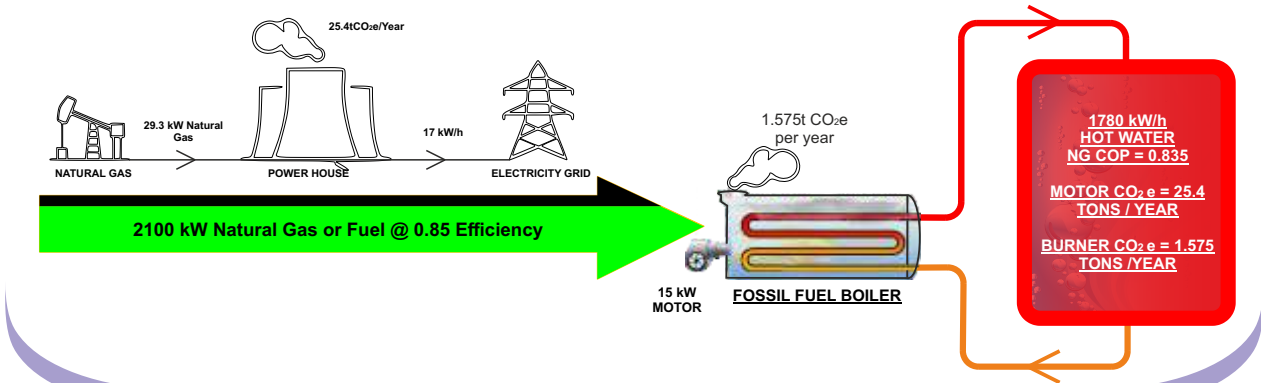 25.4tCO2e/Year
29.3 kW Natural
Gas
17 kW/h
NATURAL GAS
POWER HOUSE
ELECTRICITY GRID
2100 kW Natural Gas or Fuel @ 0.85 Efficiency
1.575t CO2e
per year
15 kW
MOTOR
FOSSIL FUEL BOILER
1780 kW/h
HOT WATER
NG COP = 0.835
MOTOR CO2 e = 25.4
TONS / YEAR
BURNER CO2 e = 1.575
TONS /YEAR